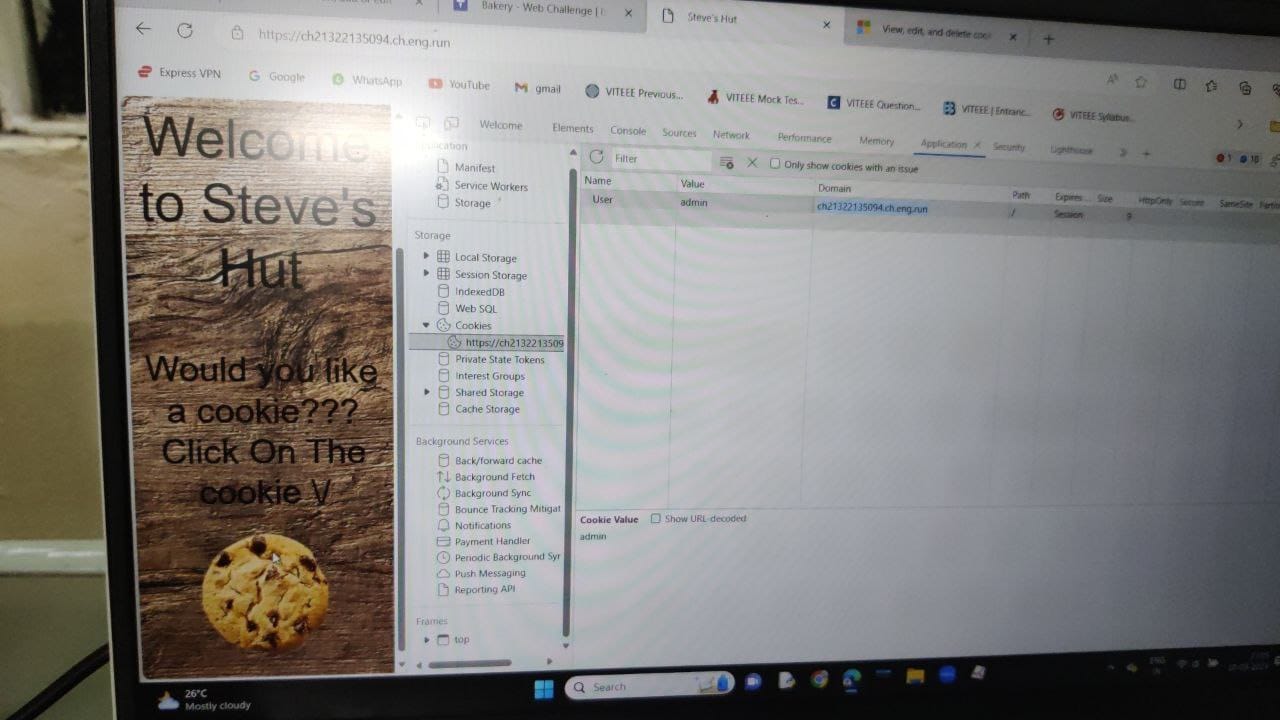 Bakery - Web Challenge |
Steve's Hut
View, edit, and delete
https://ch21322135094.ch.eng.run
Express VPN
Google
WhatsApp
YouTube
gmail
VITEEE Previous...
VITEEE Mock Tes...
VITEEE Question...
VITEEE | Entranc...
VITEEE Syllabus...
Welcome
to Steve's
Hut
Would you like
a cookie???
Click On The
cookie V
Welcome
Elements
Console
Sources
Network
Performance
Memory
Application
Security
Lighthouse
Manifest
Service Workers
Storage
Storage
Local Storage
Session Storage
IndexedDB
Web SQL
Cookies
https://ch2132213509
Private State Tokens
Interest Groups
Shared Storage
Cache Storage
Background Services
Back/forward cache
Background Fetch
Background Sync
Bounce Tracking Mitigat
Notifications
Payment Handler
Periodic Background Syr
Push Messaging
Reporting API
Frames
top
Filter
Only show cookies with an issue
Name Value Domain Path Expires... Size HttpOnly Secure SameSite
User admin ch21322135094.ch.eng.run / Session 9
Cookie Value Show URL-decoded
admin
26°C
Mostly cloudy
Search